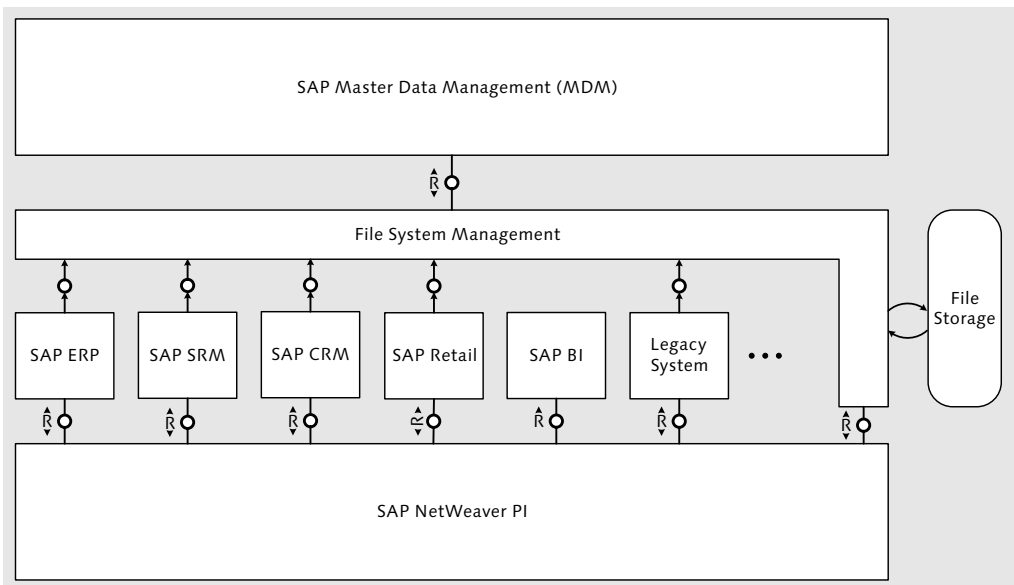 SAP Master Data Management (MDM)
R
File System Management
File
Storage
SAP ERP
SAP SRM
SAP CRM
SAP Retail
SAP BI
Legacy
System
R
R
R
R
R
R
R
SAP NetWeaver PI